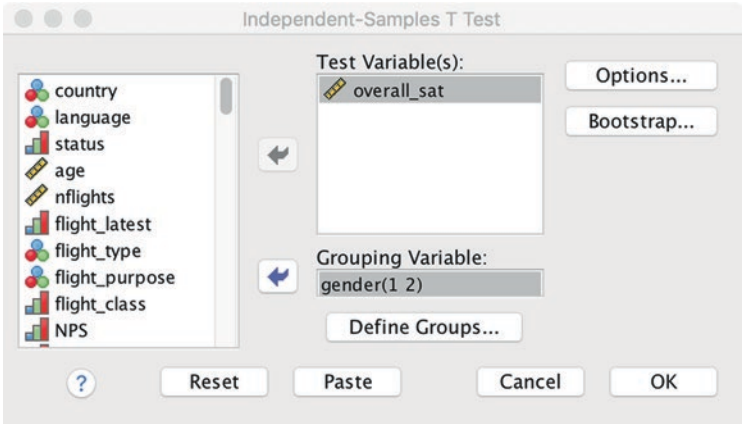 Independent-Samples T Test
country
language
status
age
nflights
flight_latest
flight_type
flight_purpose
flight_class
NPS
Test Variable(s):
overall_sat
Grouping Variable:
gender(1 2)
Define Groups...
Options...
Bootstrap...
?
Reset
Paste
Cancel
OK